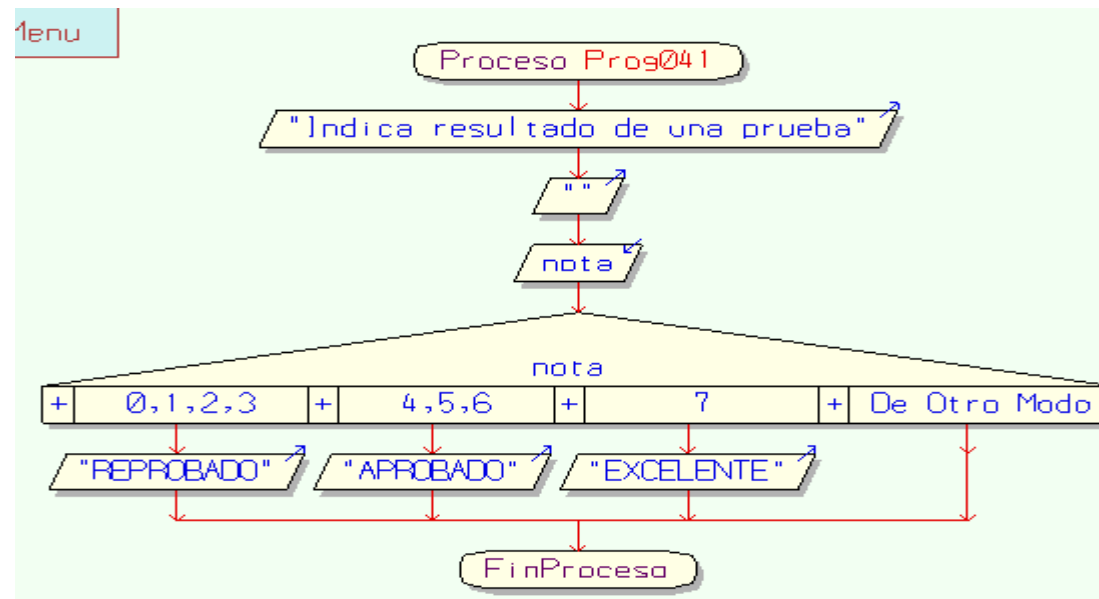 Menu
Proceso Prog041
"Indica resultado de una prueba"
""
nota
nota
+ 0,1,2,3 + 4,5,6 + 7 + De Otro Modo
"REPROBADO" "APROBADO" "EXCELENTE"
FinProceso